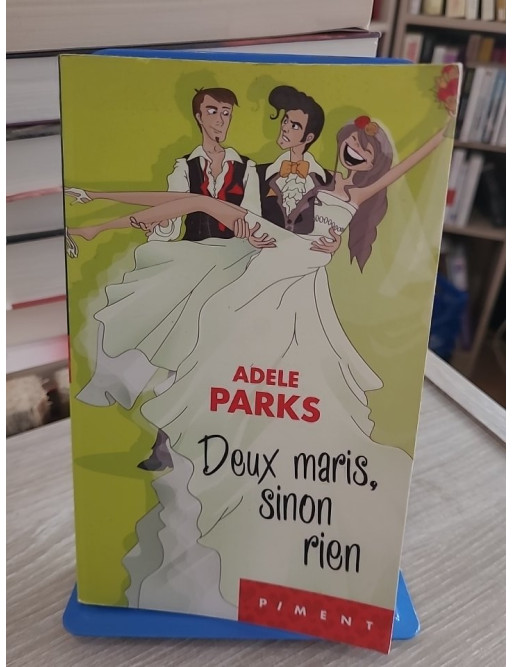 ADELE
PARKS
Deux maris,
sinon
rien
PIMENT